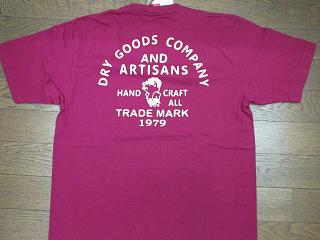 DRY GOODS COMPANY
AND
ARTISANS
HAND CRAFT
ALL
TRADE MARK
1979